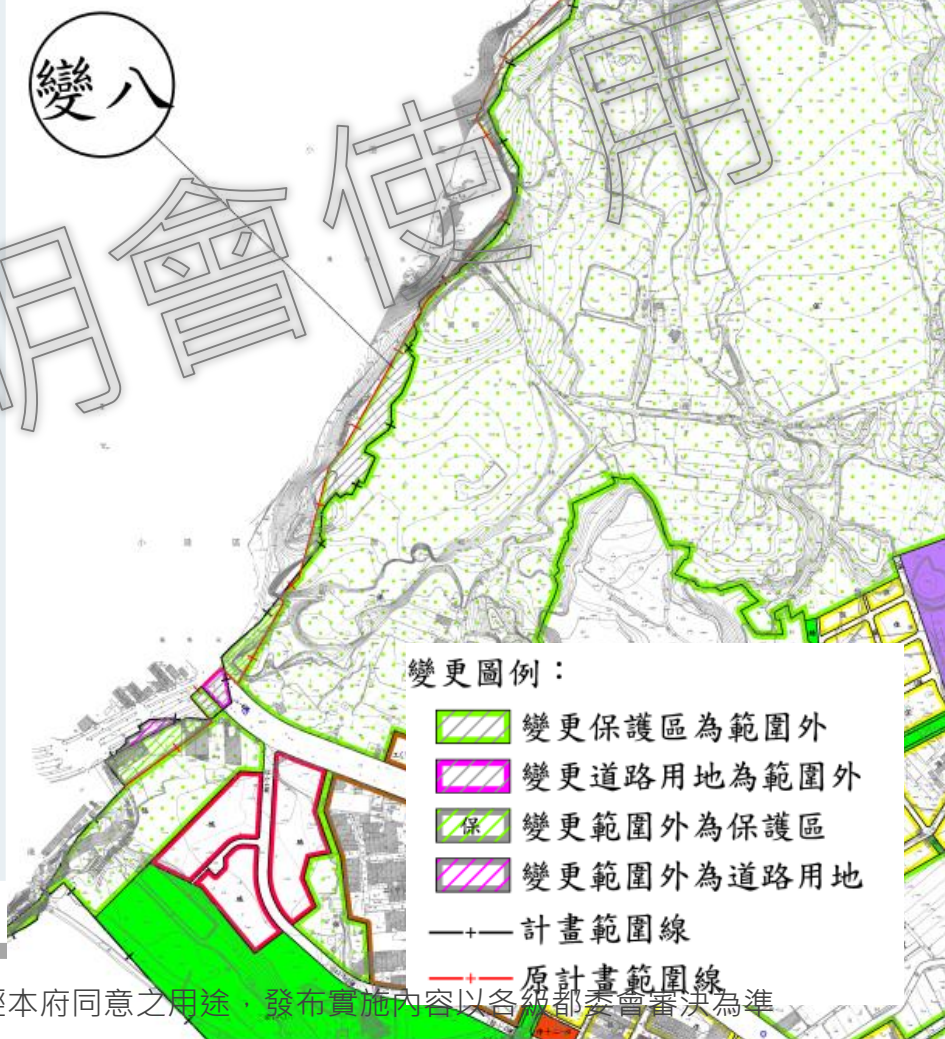 變八
明會使用
變更圖例：
變更保護區為範圍外
變更道路用地為範圍外
保 變更範圍外為保護區
變更範圍外為道路用地
計畫範圍線
原計畫範圍線
經本府同意之用途，發布實施內容以各級都委會審決為準